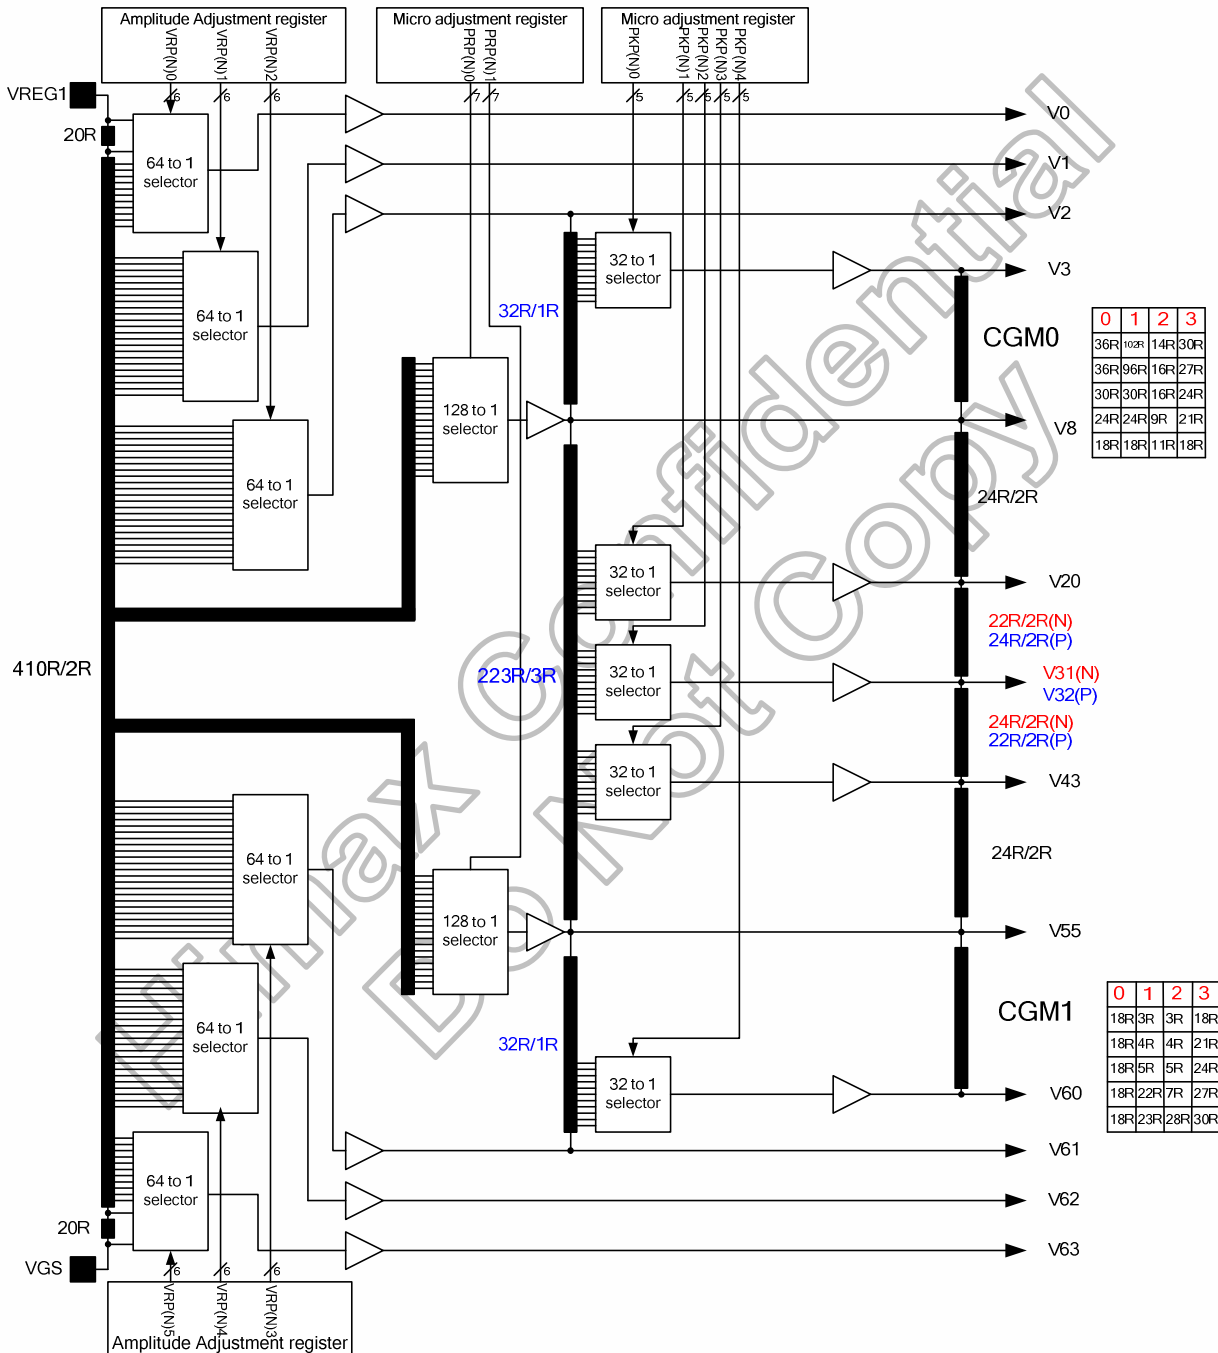 Amplitude Adjustment register
Micro adjustment register
Micro adjustment register
VRP(N)0
VRP(N)1
VRP(N)2
PRP(N)0
PRP(N)1
PKP(N)0
PKP(N)1
PKP(N)2
PKP(N)3
PKP(N)4
6
6
6
7
7
5
5
5
5
5
VREG1
20R
64 to 1
selector
V0
V1
V2
64 to 1
selector
32 to 1
selector
V3
32R/1R
CGM0
0 1 2 3
36R 102R 14R 30R
36R 96R 16R 27R
30R 30R 16R 24R
24R 24R 9R 21R
18R 18R 11R 18R
128 to 1
selector
V8
64 to 1
selector
24R/2R
32 to 1
selector
V20
22R/2R(N)
24R/2R(P)
410R/2R
223R/3R
32 to 1
selector
V31(N)
V32(P)
24R/2R(N)
22R/2R(P)
32 to 1
selector
V43
64 to 1
selector
24R/2R
128 to 1
selector
V55
64 to 1
selector
32R/1R
CGM1
0 1 2 3
18R 3R 3R 18R
18R 4R 4R 21R
18R 5R 5R 24R
18R 22R 7R 27R
18R 23R 28R 30R
32 to 1
selector
V60
V61
64 to 1
selector
V62
20R
V63
VGS
6
6
6
VRP(N)5
VRP(N)4
VRP(N)3
Amplitude Adjustment register
Himax Confidential
Do Not Copy